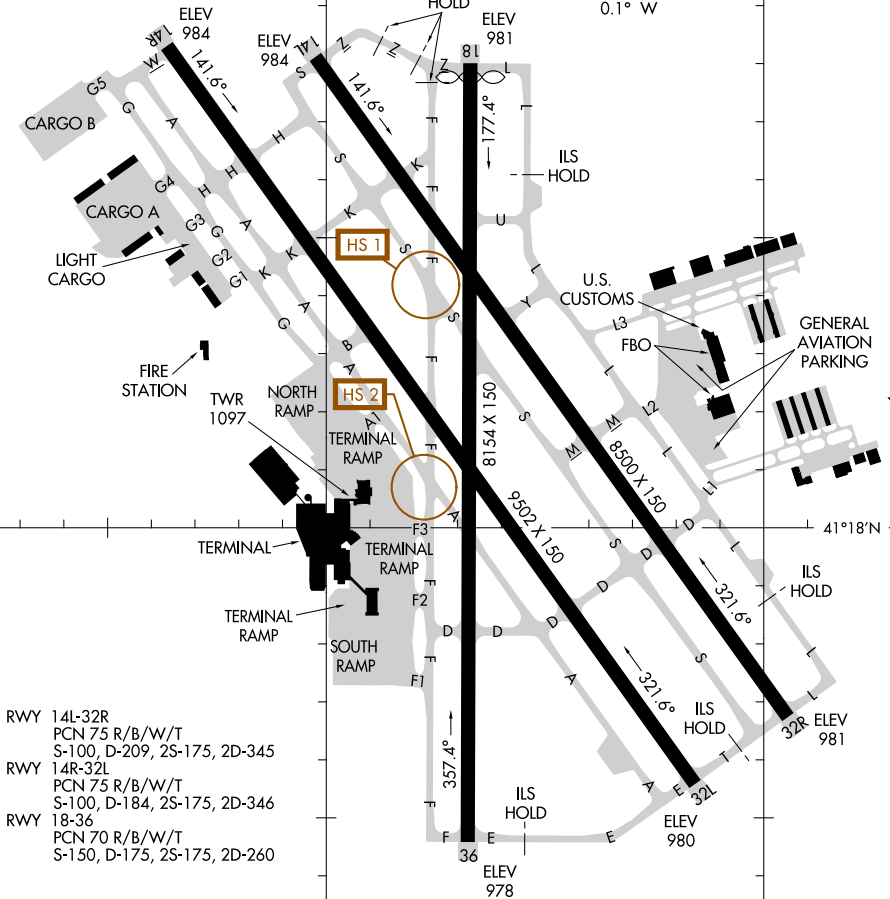 HOLD
0.1° W
ELEV
984
ELEV
984
ELEV
981
14R
14L
18
W
S
Z
Z
Z
L
141.6°
141.6°
177.4°
G5
G
A
H
F
L
CARGO B
H
S
K
F
ILS
HOLD
G4
H
CARGO A
G3
G
A
K
U
G2
HS 1
S
F
LIGHT
CARGO
G1
K
K
L
U.S.
CUSTOMS
G
A
S
Y
L3
FBO
GENERAL
AVIATION
PARKING
FIRE
STATION
B
A
F
L
TWR
1097
NORTH
RAMP
HS 2
A1
S
M
M
L2
TERMINAL
RAMP
F
8154 X 150
8500 X 150
L
L1
9502 X 150
A
F3
D
41°18'N
TERMINAL
TERMINAL
RAMP
S
D
L
D
F
F2
ILS
HOLD
TERMINAL
RAMP
D
D
D
321.6°
SOUTH
RAMP
F
S
L
F1
A
321.6°
L
357.4°
ILS
HOLD
32R
ELEV
981
T
RWY 14L-32R
PCN 75 R/B/W/T
S-100, D-209, 2S-175, 2D-345
RWY 14R-32L
PCN 75 R/B/W/T
S-100, D-184, 2S-175, 2D-346
RWY 18-36
PCN 70 R/B/W/T
S-150, D-175, 2S-175, 2D-260
A
E
32L
ILS
HOLD
F
ELEV
980
F
E
E
36
ELEV
978